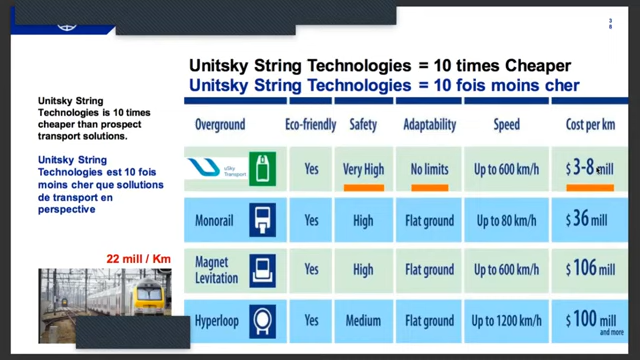 3
8
Unitsky String Technologies = 10 times Cheaper
Unitsky String Technologies = 10 fois moins cher
Unitsky String
Technologies is 10 times
cheaper than prospect
transport solutions.
Unitsky String
Technologies est 10 fois
moins cher que sollutions
de transport en
perspective
22 mill / Km
Overground Eco-friendly Safety Adaptability Speed Cost per km
uSky Transport Yes Very High No limits Up to 600 km/h $ 3-8 mill
Monorail Yes High Flat ground Up to 80 km/h $ 36 mill
Magnet Levitation Yes High Flat ground Up to 600 km/h $ 106 mill
Hyperloop Yes Medium Flat ground Up to 1200 km/h $ 100 mill
and more